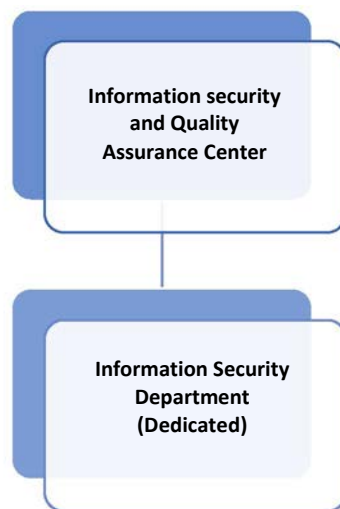 Information security
and Quality
Assurance Center
Information Security
Department
(Dedicated)